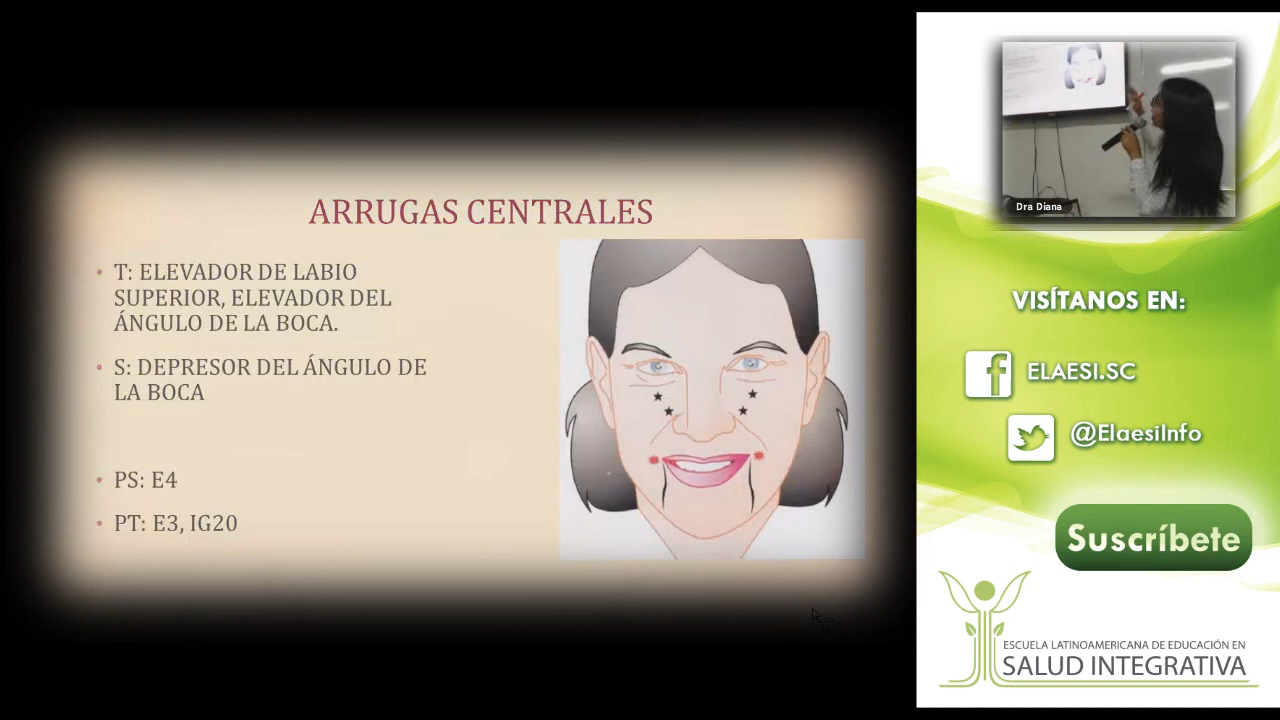 ARRUGAS CENTRALES
• T: ELEVADOR DE LABIO
SUPERIOR, ELEVADOR DEL
ÁNGULO DE LA BOCA.
• S: DEPRESOR DEL ÁNGULO DE
LA BOCA
• PS: E4
• PT: E3, IG20
Dra Diana
VISÍTANOS EN:
ELAESI.SC
@ElaesiInfo
Suscríbete
ESCUELA LATINOAMERICANA DE EDUCACIÓN EN
SALUD INTEGRATIVA